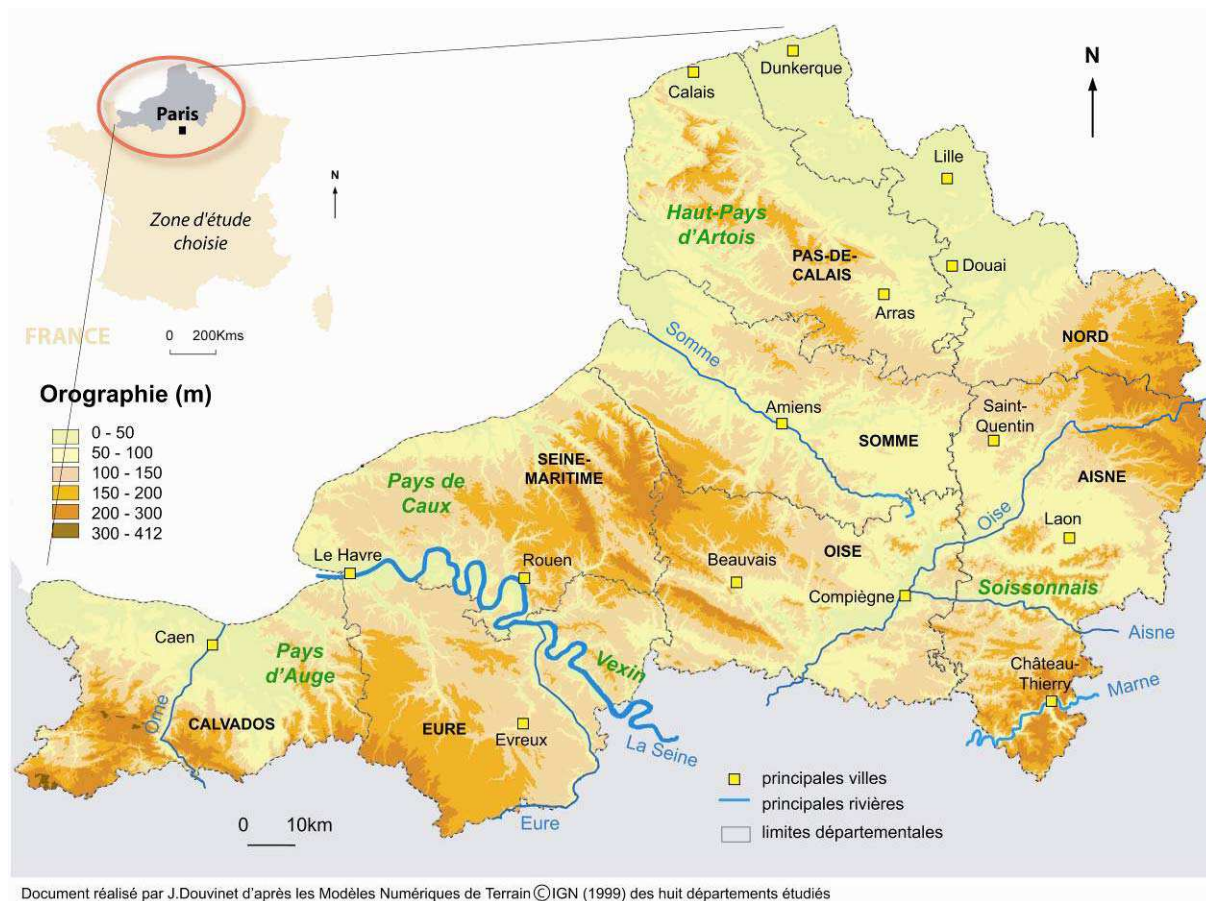 Paris
N
Zone d'étude
choisie
FRANCE
0 200Kms
Orographie (m)
0 - 50
50 - 100
100 - 150
150 - 200
200 - 300
300 - 412
N
Dunkerque
Calais
Lille
Haut-Pays
d'Artois
PAS-DE-
CALAIS
Douai
Arras
NORD
Somme
Amiens
SOMME
Saint-
Quentin
AISNE
SEINE-
MARITIME
Pays de
Caux
Oise
Laon
Le Havre
Rouen
Beauvais
OISE
Compiègne
Soissonnais
Aisne
Caen
Pays
d'Auge
Vexin
Château-
Thierry
Marne
Orne
CALVADOS
EURE
Evreux
La Seine
Eure
0 10km
principales villes
principales rivières
limites départementales
Document réalisé par J.Douvinet d'après les Modèles Numériques de Terrain © IGN (1999) des huit départements étudiés